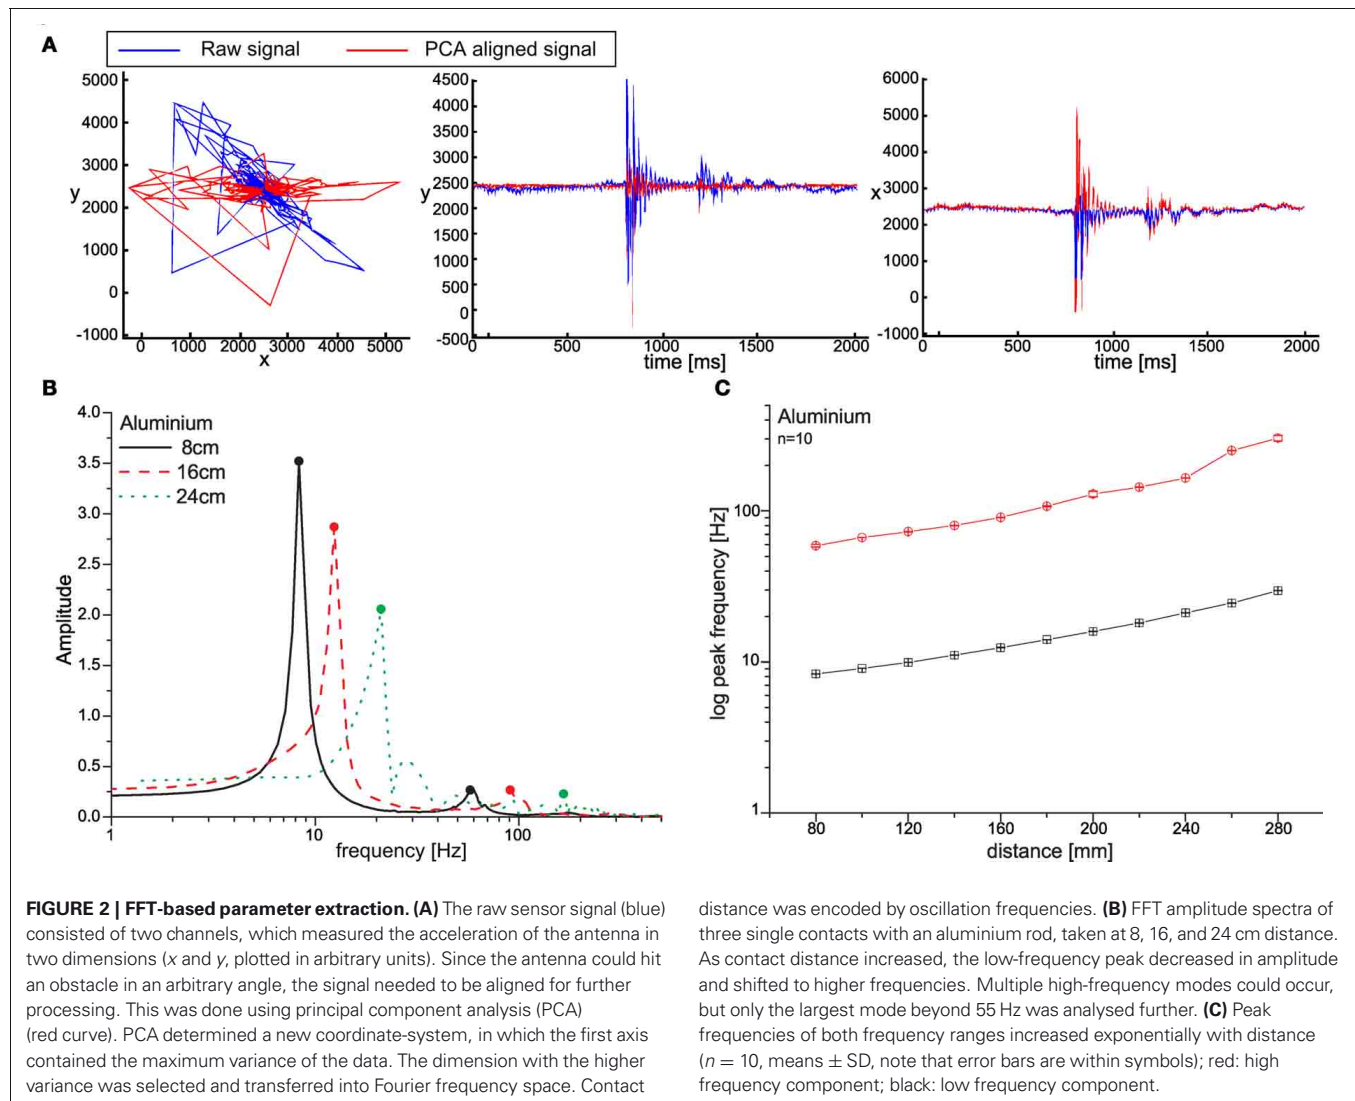 A
Raw signal
PCA aligned signal
5000
4000
3000
y
2000
1000
0
-1000
0
1000
2000
3000
4000
5000
x
4500
4000
3500
3000
y
2500
2000
1500
1000
500
0
-500
0
500
1000
1500
2000
time [ms]
6000
5000
4000
3000
x
2000
1000
0
-1000
0
500
1000
1500
2000
time [ms]
B
Aluminium
8cm
16cm
24cm
4.0
3.5
3.0
2.5
2.0
1.5
1.0
0.5
0.0
Amplitude
1
10
100
frequency [Hz]
C
Aluminium
n=10
100
10
1
log peak frequency [Hz]
80
120
160
200
240
280
distance [mm]
FIGURE 2 | FFT-based parameter extraction. (A) The raw sensor signal (blue)
consisted of two channels, which measured the acceleration of the antenna in
two dimensions (x and y, plotted in arbitrary units). Since the antenna could hit
an obstacle in an arbitrary angle, the signal needed to be aligned for further
processing. This was done using principal component analysis (PCA)
(red curve). PCA determined a new coordinate-system, in which the first axis
contained the maximum variance of the data. The dimension with the higher
variance was selected and transferred into Fourier frequency space. Contact
distance was encoded by oscillation frequencies. (B) FFT amplitude spectra of
three single contacts with an aluminium rod, taken at 8, 16, and 24 cm distance.
As contact distance increased, the low-frequency peak decreased in amplitude
and shifted to higher frequencies. Multiple high-frequency modes could occur,
but only the largest mode beyond 55 Hz was analysed further. (C) Peak
frequencies of both frequency ranges increased exponentially with distance
(n = 10, means ± SD, note that error bars are within symbols); red: high
frequency component; black: low frequency component.